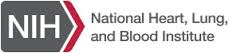 NIH
National Heart, Lung,
and Blood Institute